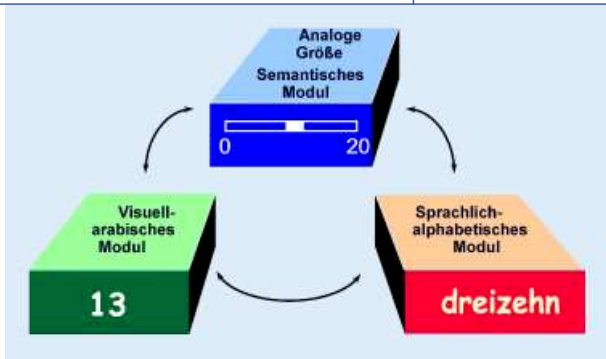 Analoge
Größe
Semantisches
Modul
0 20
Visuell-
arabisches
Modul
13
Sprachlich-
alphabetisches
Modul
dreizehn